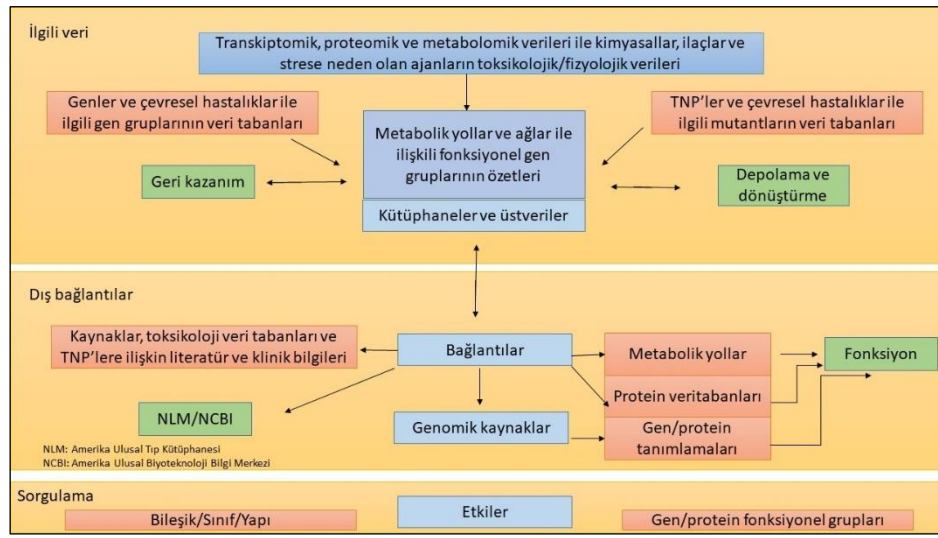 İlgili veri
Transkiptomik, proteomik ve metabolomik verileri ile kimyasallar, ilaçlar ve
strese neden olan ajanların toksikolojik/fizyolojik verileri
Genler ve çevresel hastalıklar ile
ilgili gen gruplarının veri tabanları
TNP’ler ve çevresel hastalıklar ile
ilgili mutantların veri tabanları
Metabolik yollar ve ağlar ile
ilişkili fonksiyonel gen
gruplarının özetleri
Geri kazanım
Depolama ve
dönüştürme
Kütüphaneler ve üstveriler
Dış bağlantılar
Kaynaklar, toksikoloji veri tabanları ve
TNP’lere ilişkin literatür ve klinik bilgileri
Bağlantılar
Metabolik yollar
Fonksiyon
Protein veritabanları
NLM/NCBI
Genomik kaynaklar
Gen/protein
tanımlamaları
NLM: Amerika Ulusal Tıp Kütüphanesi
NCBI: Amerika Ulusal Biyoteknoloji Bilgi Merkezi
Sorgulama
Bileşik/Sınıf/Yapı
Etkiler
Gen/protein fonksiyonel grupları